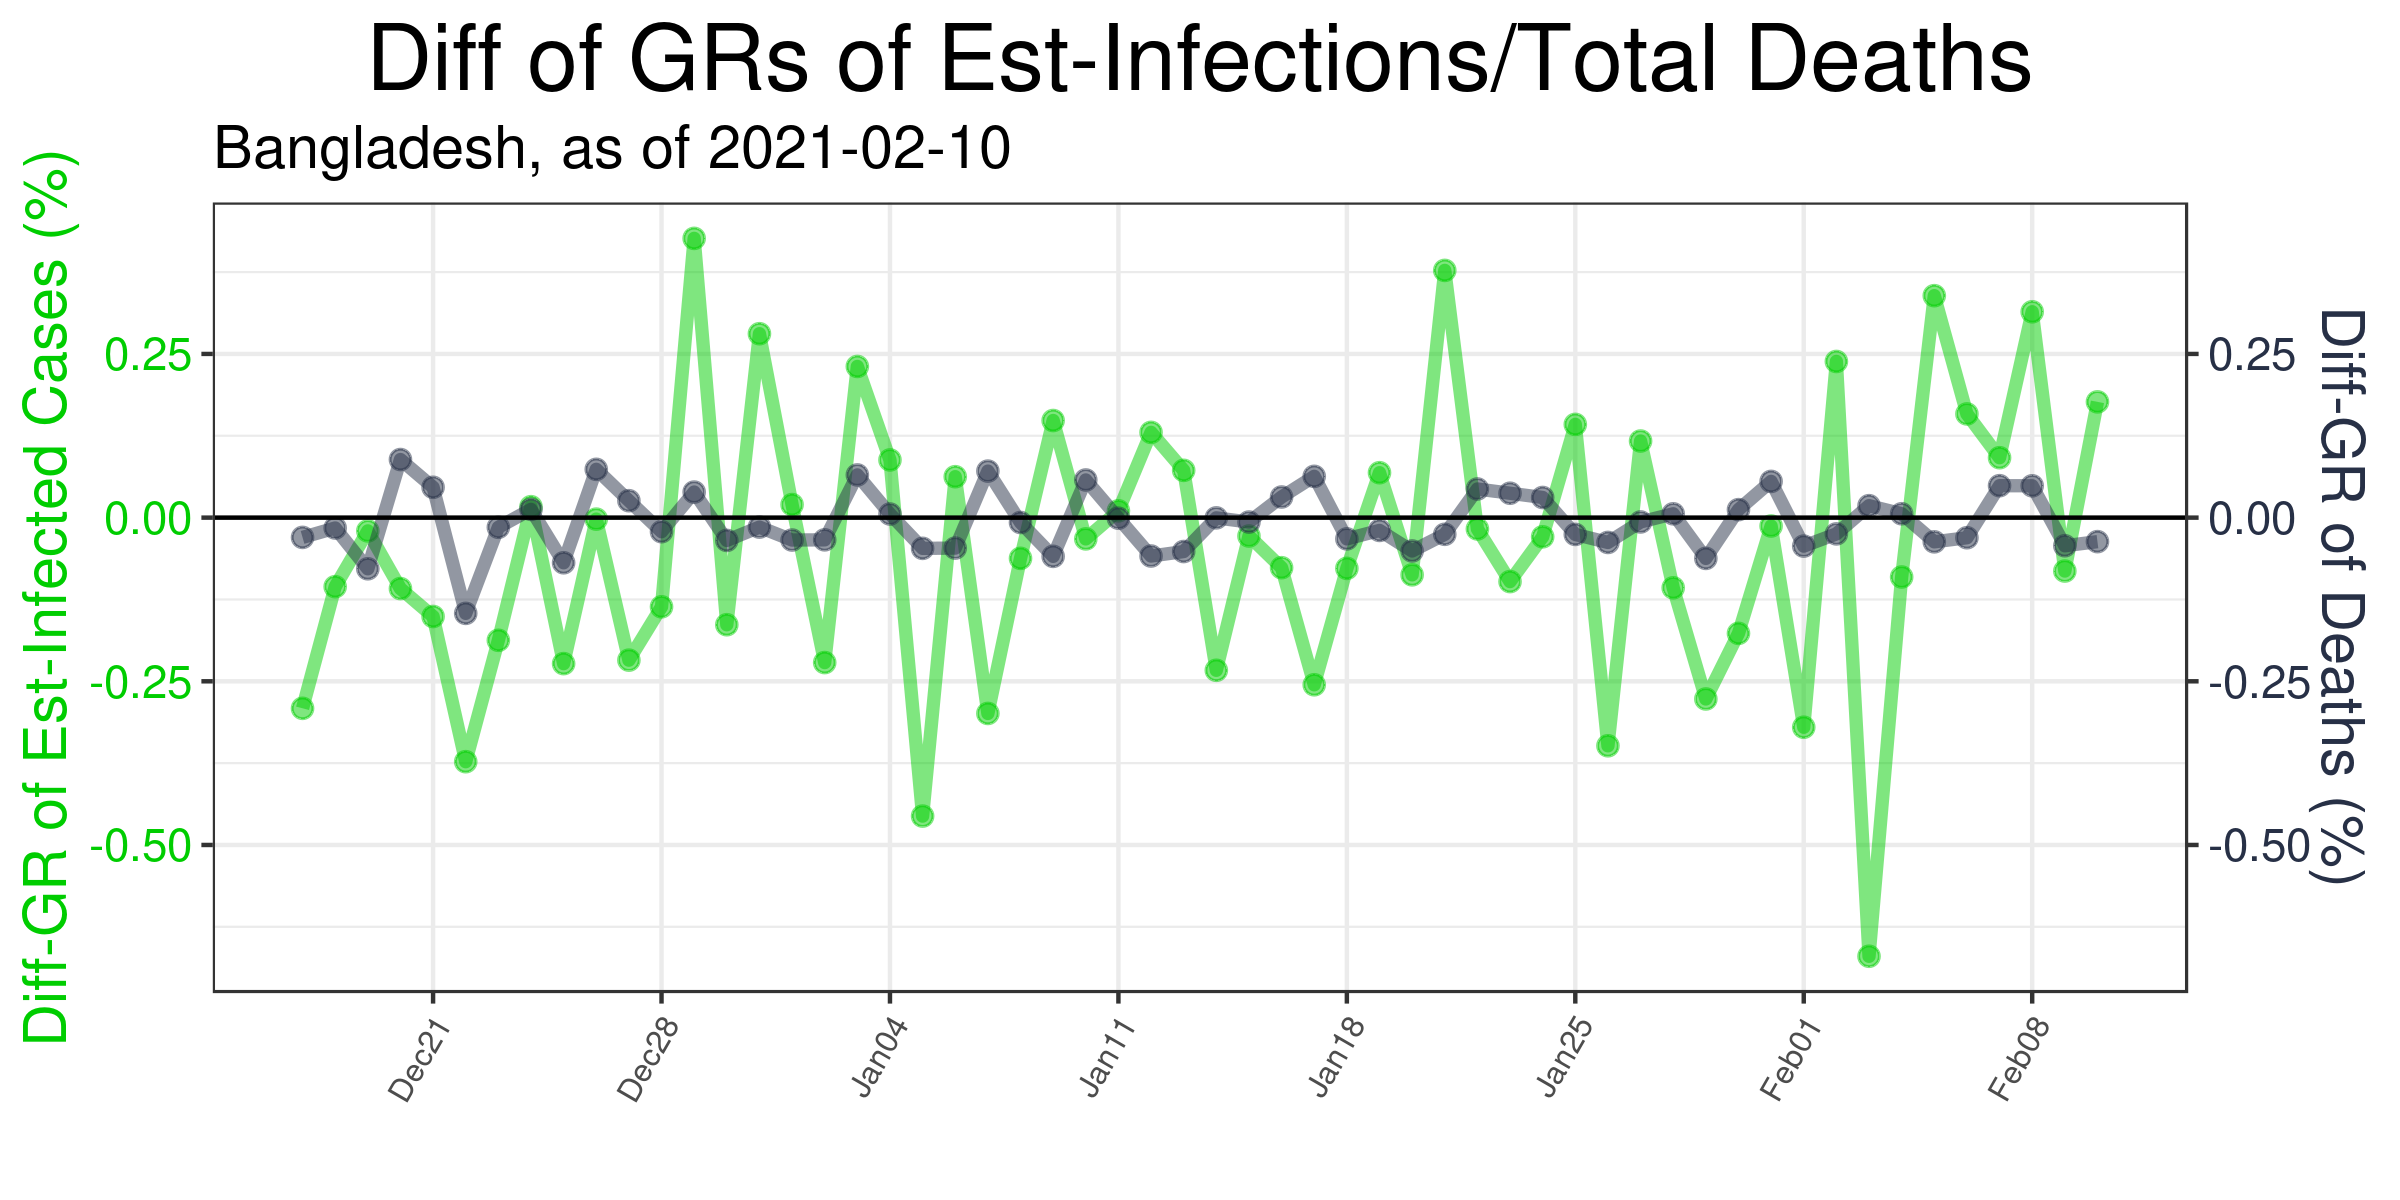 Diff of GRs of Est-Infections/Total Deaths
Bangladesh, as of 2021-02-10
Diff-GR of Est-Infected Cases (%)
0.25
0.00
-0.25
-0.50
0.25
0.00
-0.25
-0.50
Diff-GR of Deaths (%)
Dec21
Dec28
Jan04
Jan11
Jan18
Jan25
Feb01
Feb08